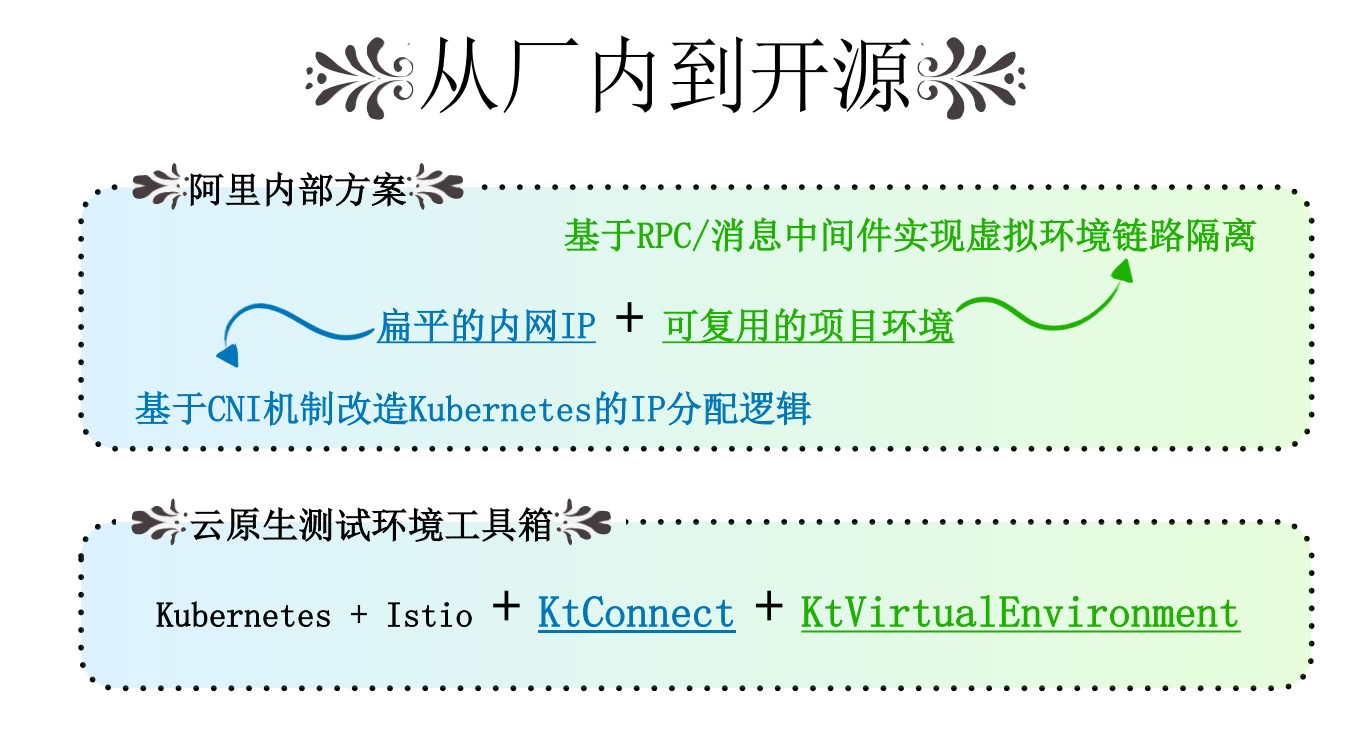 从厂内到开源
阿里内部方案
基于RPC/消息中间件实现虚拟环境链路隔离
扁平的内网IP + 可复用的项目环境
基于CNI机制改造Kubernetes的IP分配逻辑
云原生测试环境工具箱
Kubernetes + Istio + KtConnect + KtVirtualEnvironment